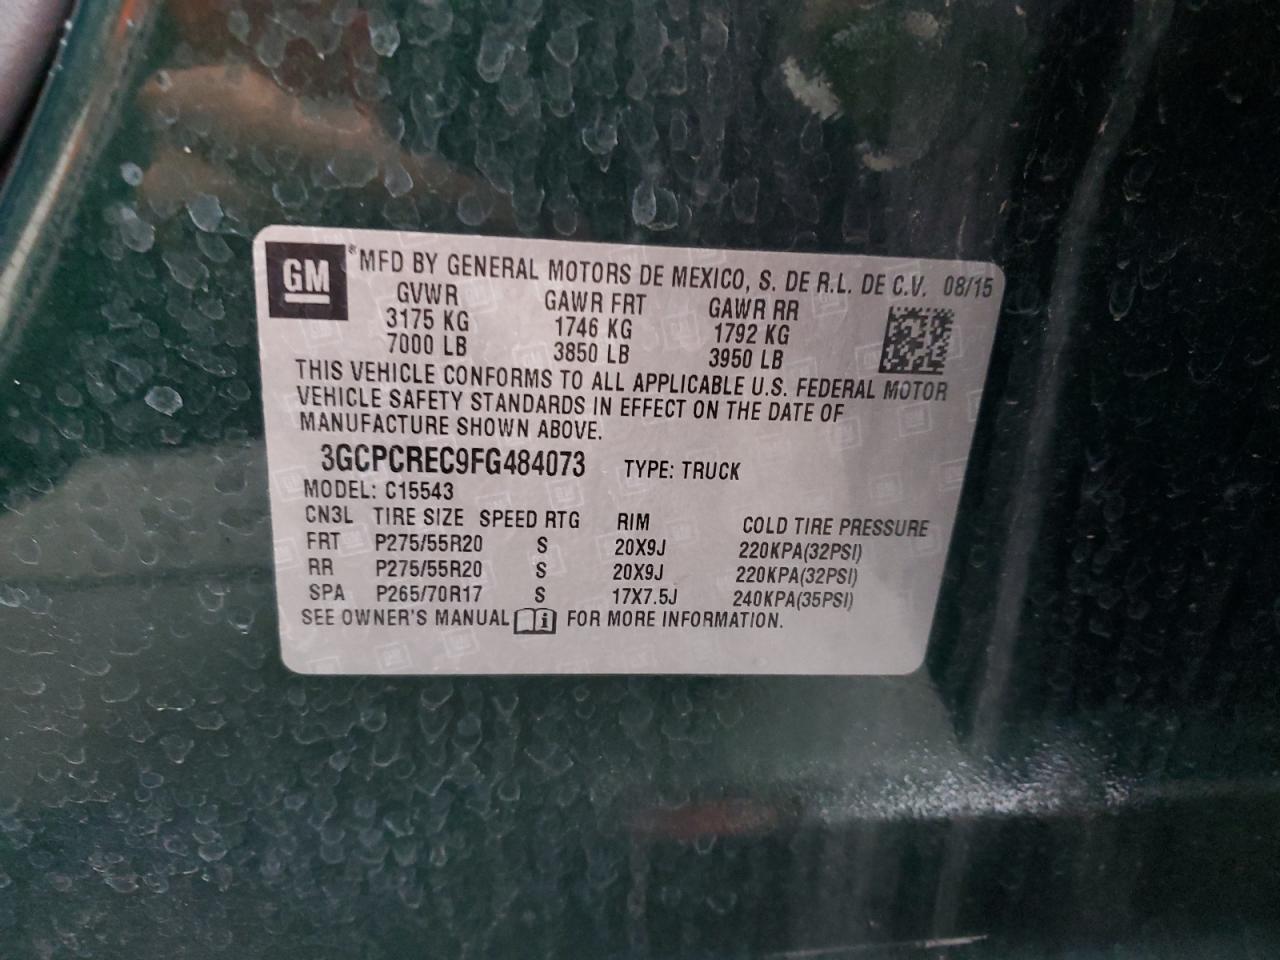 GM ® MFD BY GENERAL MOTORS DE MEXICO, S. DE R.L. DE C.V. 08/15
GVWR GAWR FRT GAWR RR
3175 KG 1746 KG 1792 KG
7000 LB 3850 LB 3950 LB
THIS VEHICLE CONFORMS TO ALL APPLICABLE U.S. FEDERAL MOTOR
VEHICLE SAFETY STANDARDS IN EFFECT ON THE DATE OF
MANUFACTURE SHOWN ABOVE.
3GCPCREC9FG484073 TYPE: TRUCK
MODEL: C15543
CN3L TIRE SIZE SPEED RTG RIM COLD TIRE PRESSURE
FRT P275/55R20 S 20X9J 220KPA(32PSI)
RR P275/55R20 S 20X9J 220KPA(32PSI)
SPA P265/70R17 S 17X7.5J 240KPA(35PSI)
SEE OWNER'S MANUAL i FOR MORE INFORMATION.